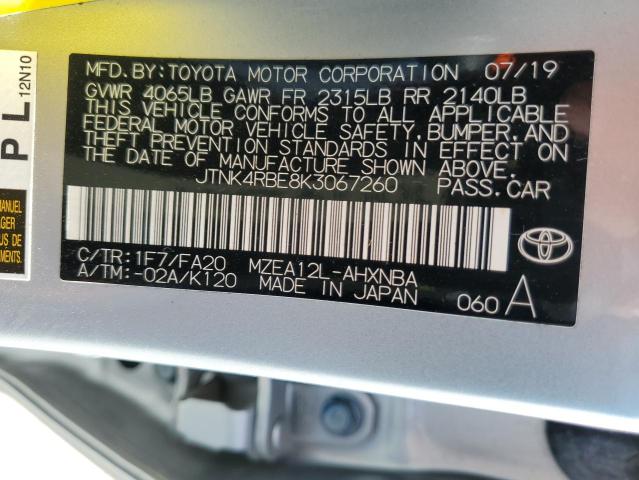 MFD.BY:TOYOTA MOTOR CORPORATION 07/19
GVWR 4065LB GAWR FR 2315LB RR 2140LB
THIS VEHICLE CONFORMS TO ALL APPLICABLE
FEDERAL MOTOR VEHICLE SAFETY,BUMPER,AND
THEFT PREVENTION STANDARDS IN EFFECT ON
THE DATE OF MANUFACTURE SHOWN ABOVE.
JTNK4RBE8K3067260 PASS.CAR
C/TR:1F7/FA20 MZEA12L-AHXNBA
A/TM:-02A/K120 MADE IN JAPAN
060 A
TOYOTA
PL
12N10
MANUEL